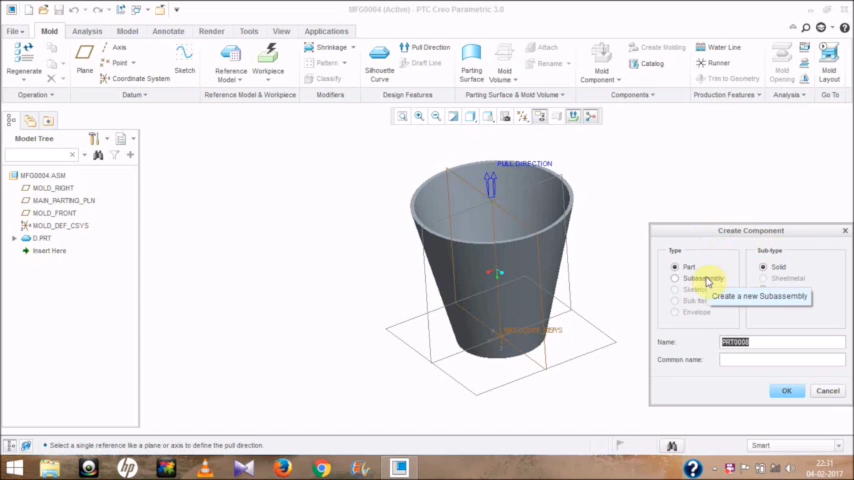 MFG0004 (Active) - PTC Creo Parametric 3.0
File Mold Analysis Model Annotate Render Tools View Applications
Regenerate
Plane
Axis
Point
Coordinate System
Sketch
Reference Model
Workpiece
Shrinkage
Pattern
Classify
Silhouette Curve
Pull Direction
Draft Line
Parting Surface
Mold Volume
Attach
Rename
Mold Component
Create Molding
Catalog
Water Line
Runner
Trim to Geometry
Mold Opening
Mold Layout
Operation Datum Reference Model & Workpiece Modifiers Design Features Parting Surface & Mold Volume Components Production Features Analysis Go To
Model Tree
MFG0004.ASM
MOLD_RIGHT
MAIN_PARTING_PLN
MOLD_FRONT
MOLD_DEF_CSYS
D.PRT
Insert Here
PULL DIRECTION
Create Component
Type
Sub-type
Part
Solid
Subassembly
Sheetmetal
Create a new Subassembly
Envelope
Name: PRT0008
Common name:
OK Cancel
Select a single reference like a plane or axis to define the pull direction.
Smart
22:31
04-02-2017